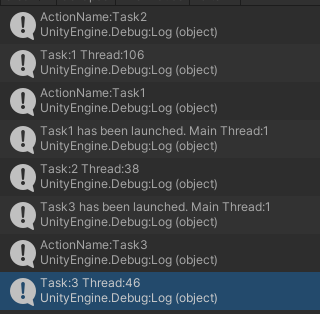 ActionName:Task2
UnityEngine.Debug:Log (object)
Task:1 Thread:106
UnityEngine.Debug:Log (object)
ActionName:Task1
UnityEngine.Debug:Log (object)
Task1 has been launched. Main Thread:1
UnityEngine.Debug:Log (object)
Task:2 Thread:38
UnityEngine.Debug:Log (object)
Task3 has been launched. Main Thread:1
UnityEngine.Debug:Log (object)
ActionName:Task3
UnityEngine.Debug:Log (object)
Task:3 Thread:46
UnityEngine.Debug:Log (object)